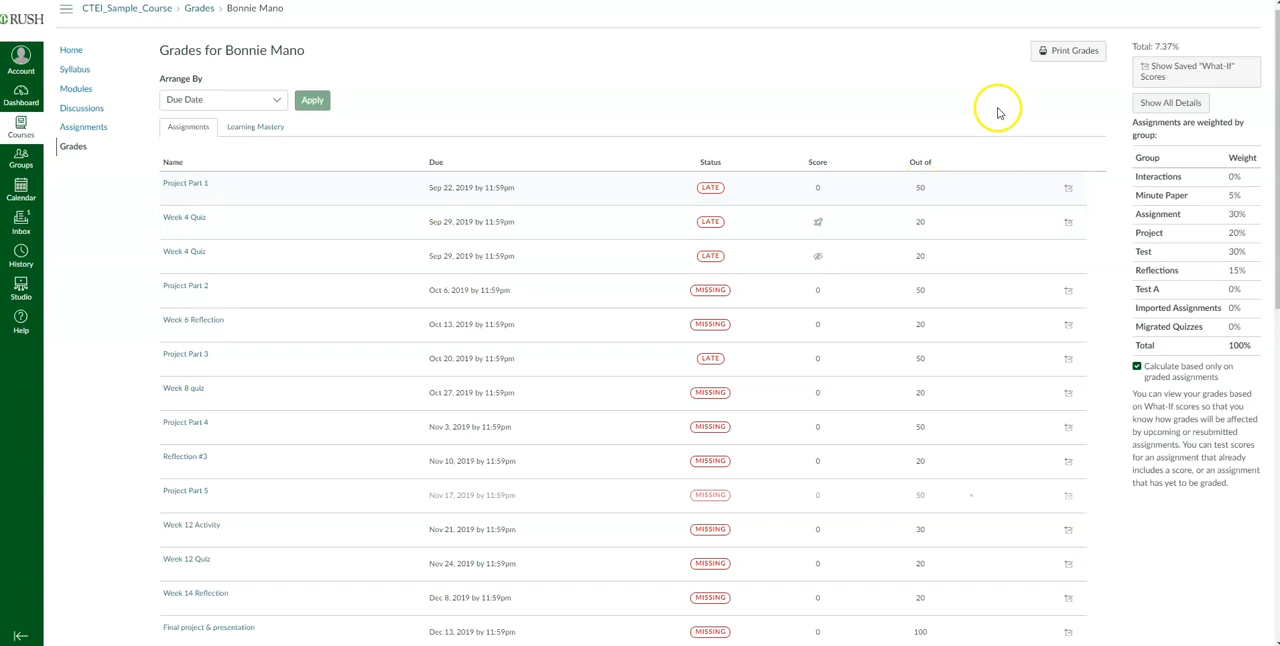 RUSH
CTEI_Sample_Course › Grades › Bonnie Mano
Account
Dashboard
Courses
Groups
Calendar
1
Inbox
History
Studio
Help
Home
Syllabus
Modules
Discussions
Assignments
Grades
Grades for Bonnie Mano
Print Grades
Arrange By
Due Date
Apply
Assignments Learning Mastery
Name Due Status Score Out of
Project Part 1 Sep 22, 2019 by 11:59pm LATE 0 50
Week 4 Quiz Sep 29, 2019 by 11:59pm LATE 20
Week 4 Quiz Sep 29, 2019 by 11:59pm LATE 20
Project Part 2 Oct 6, 2019 by 11:59pm MISSING 0 50
Week 6 Reflection Oct 13, 2019 by 11:59pm MISSING 0 20
Project Part 3 Oct 20, 2019 by 11:59pm LATE 0 50
Week 8 quiz Oct 27, 2019 by 11:59pm MISSING 0 20
Project Part 4 Nov 3, 2019 by 11:59pm MISSING 0 50
Reflection #3 Nov 10, 2019 by 11:59pm MISSING 0 20
Project Part 5 Nov 17, 2019 by 11:59pm MISSING 0 50 ×
Week 12 Activity Nov 21, 2019 by 11:59pm MISSING 0 30
Week 12 Quiz Nov 24, 2019 by 11:59pm MISSING 0 20
Week 14 Reflection Dec 8, 2019 by 11:59pm MISSING 0 20
Final project & presentation Dec 13, 2019 by 11:59pm MISSING 0 100
Total: 7.37%
Show Saved "What-If"
Scores
Show All Details
Assignments are weighted by
group:
Group Weight
Interactions 0%
Minute Paper 5%
Assignment 30%
Project 20%
Test 30%
Reflections 15%
Test A 0%
Imported Assignments 0%
Migrated Quizzes 0%
Total 100%
Calculate based only on
graded assignments
You can view your grades based
on What-If scores so that you
know how grades will be affected
by upcoming or resubmitted
assignments. You can test scores
for an assignment that already
includes a score, or an assignment
that has yet to be graded.